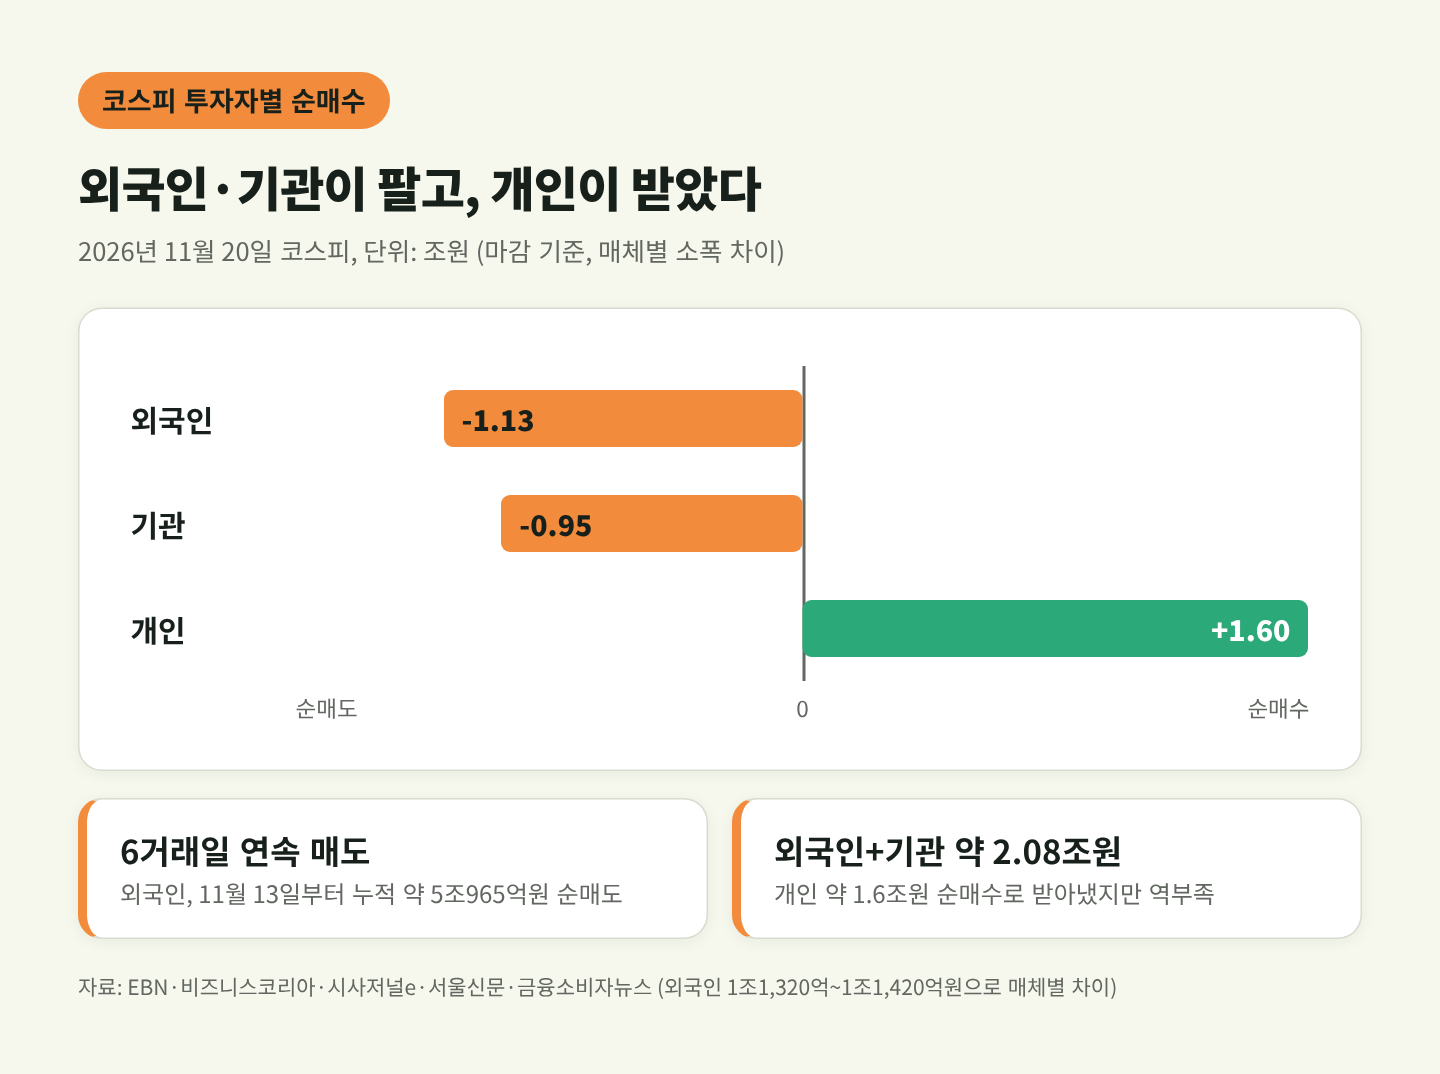 코스피 투자자별 순매수
외국인·기관이 팔고, 개인이 받았다
2026년 11월 20일 코스피, 단위: 조원 (마감 기준, 매체별 소폭 차이)
외국인
-1.13
기관
-0.95
개인
+1.60
순매도
0
순매수
6거래일 연속 매도
외국인, 11월 13일부터 누적 약 5조965억원 순매도
외국인+기관 약 2.08조원
개인 약 1.6조원 순매수로 받아냈지만 역부족
자료: EBN·비즈니스코리아·시사저널e·서울신문·금융소비자뉴스 (외국인 1조1,320억~1조1,420억원으로 매체별 차이)